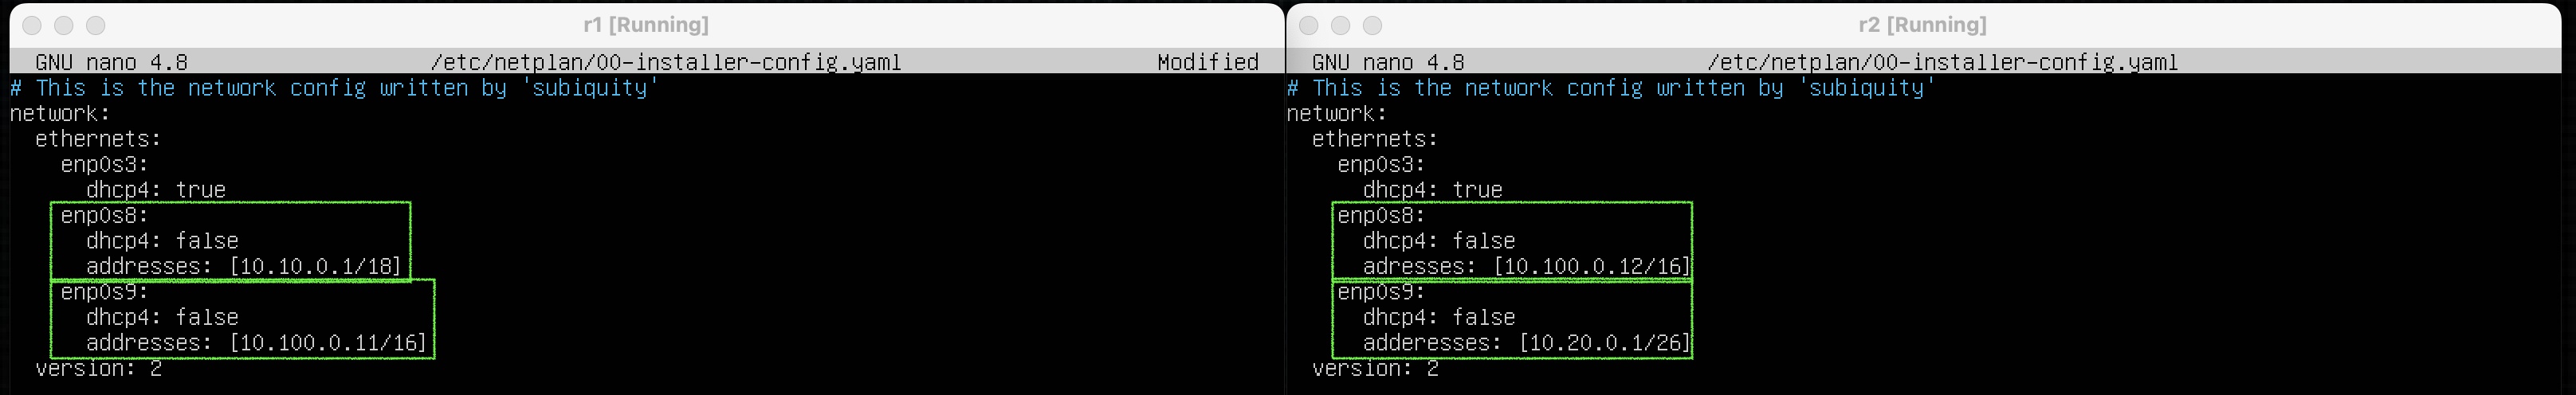 r1 [Running]
GNU nano 4.8 /etc/netplan/00-installer-config.yaml Modified
# This is the network config written by 'subiquity'
network:
  ethernets:
    enp0s3:
      dhcp4: true
    enp0s8:
      dhcp4: false
      addresses: [10.10.0.1/18]
    enp0s9:
      dhcp4: false
      addresses: [10.100.0.11/16]
  version: 2
r2 [Running]
GNU nano 4.8 /etc/netplan/00-installer-config.yaml
# This is the network config written by 'subiquity'
network:
  ethernets:
    enp0s3:
      dhcp4: true
    enp0s8:
      dhcp4: false
      adresses: [10.100.0.12/16]
    enp0s9:
      dhcp4: false
      adderesses: [10.20.0.1/26]
  version: 2